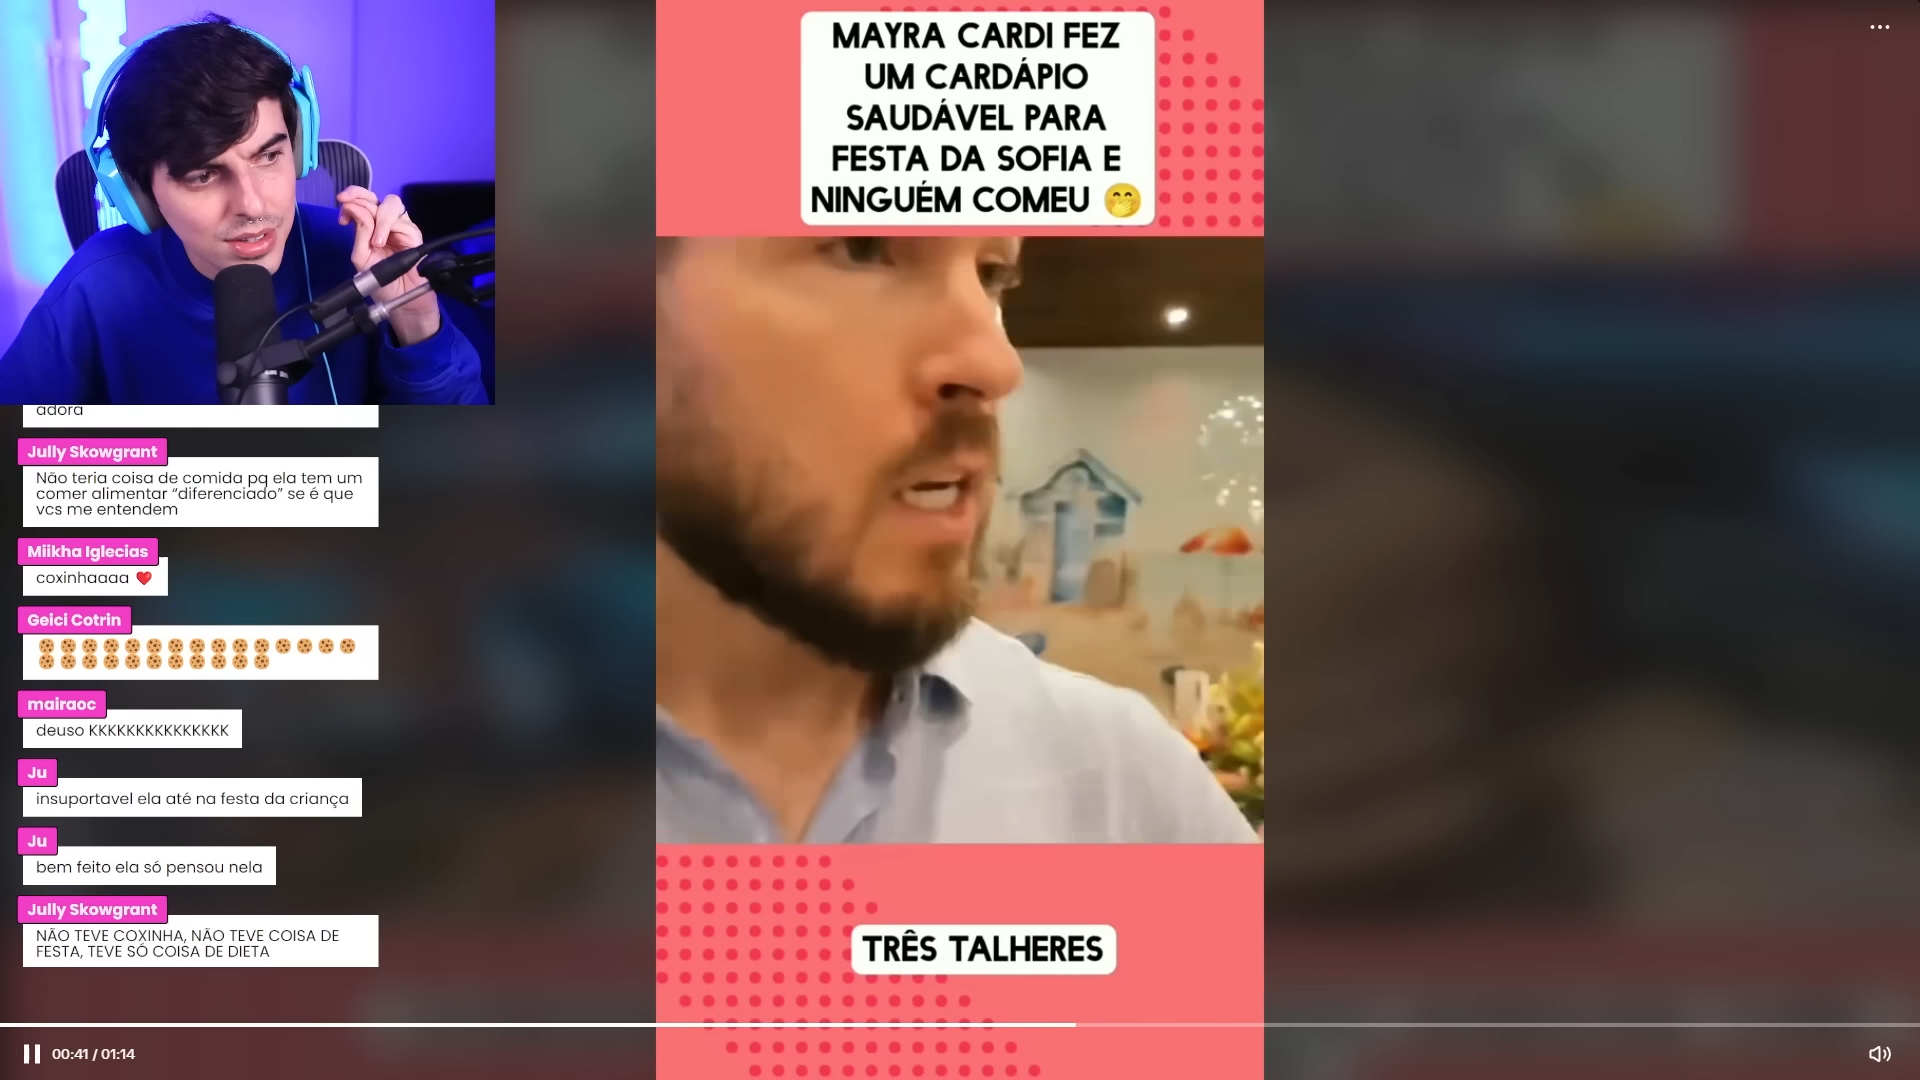 MAYRA CARDI FEZ
UM CARDÁPIO
SAUDÁVEL PARA
FESTA DA SOFIA E
NINGUÉM COMEU 🤭
adora
Jully Skowgrant
Não teria coisa de comida pq ela tem um
comer alimentar “diferenciado” se é que
vcs me entendem
Miikha Iglecias
coxinhaaaa ❤️
Geici Cotrin
🍪🍪🍪🍪🍪🍪🍪🍪🍪🍪🍪🍪🍪🍪🍪
🍪🍪🍪🍪🍪🍪🍪🍪🍪🍪🍪
mairaoc
deuso KKKKKKKKKKKKKKK
Ju
insuportavel ela até na festa da criança
Ju
bem feito ela só pensou nela
Jully Skowgrant
NÃO TEVE COXINHA, NÃO TEVE COISA DE
FESTA, TEVE SÓ COISA DE DIETA
TRÊS TALHERES
00:41 / 01:14